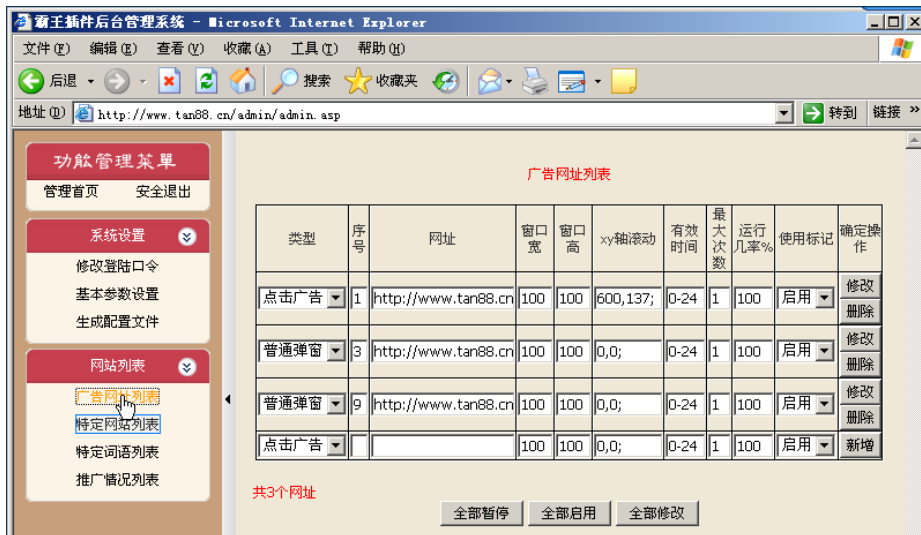 霸王插件后台管理系统 - Microsoft Internet Explorer
文件(F) 编辑(E) 查看(V) 收藏(A) 工具(T) 帮助(H)
后退 搜索 收藏夹
地址(D) http://www.tan88.cn/admin/admin.asp 转到 链接 »
功能管理菜單
管理首页 安全退出
系统设置
修改登陆口令
基本参数设置
生成配置文件
网站列表
广告网址列表
特定网站列表
特定词语列表
推广情况列表
广告网址列表
类型 序号 网址 窗口宽 窗口高 xy轴滚动 有效时间 最大次数 运行几率% 使用标记 确定操作
点击广告 1 http://www.tan88.cn 100 100 600,137; 0-24 1 100 启用 修改 删除
普通弹窗 3 http://www.tan88.cn 100 100 0,0; 0-24 1 100 启用 修改 删除
普通弹窗 9 http://www.tan88.cn 100 100 0,0; 0-24 1 100 启用 修改 删除
点击广告 100 100 0,0; 0-24 1 100 启用 新增
共3个网址
全部暂停 全部启用 全部修改